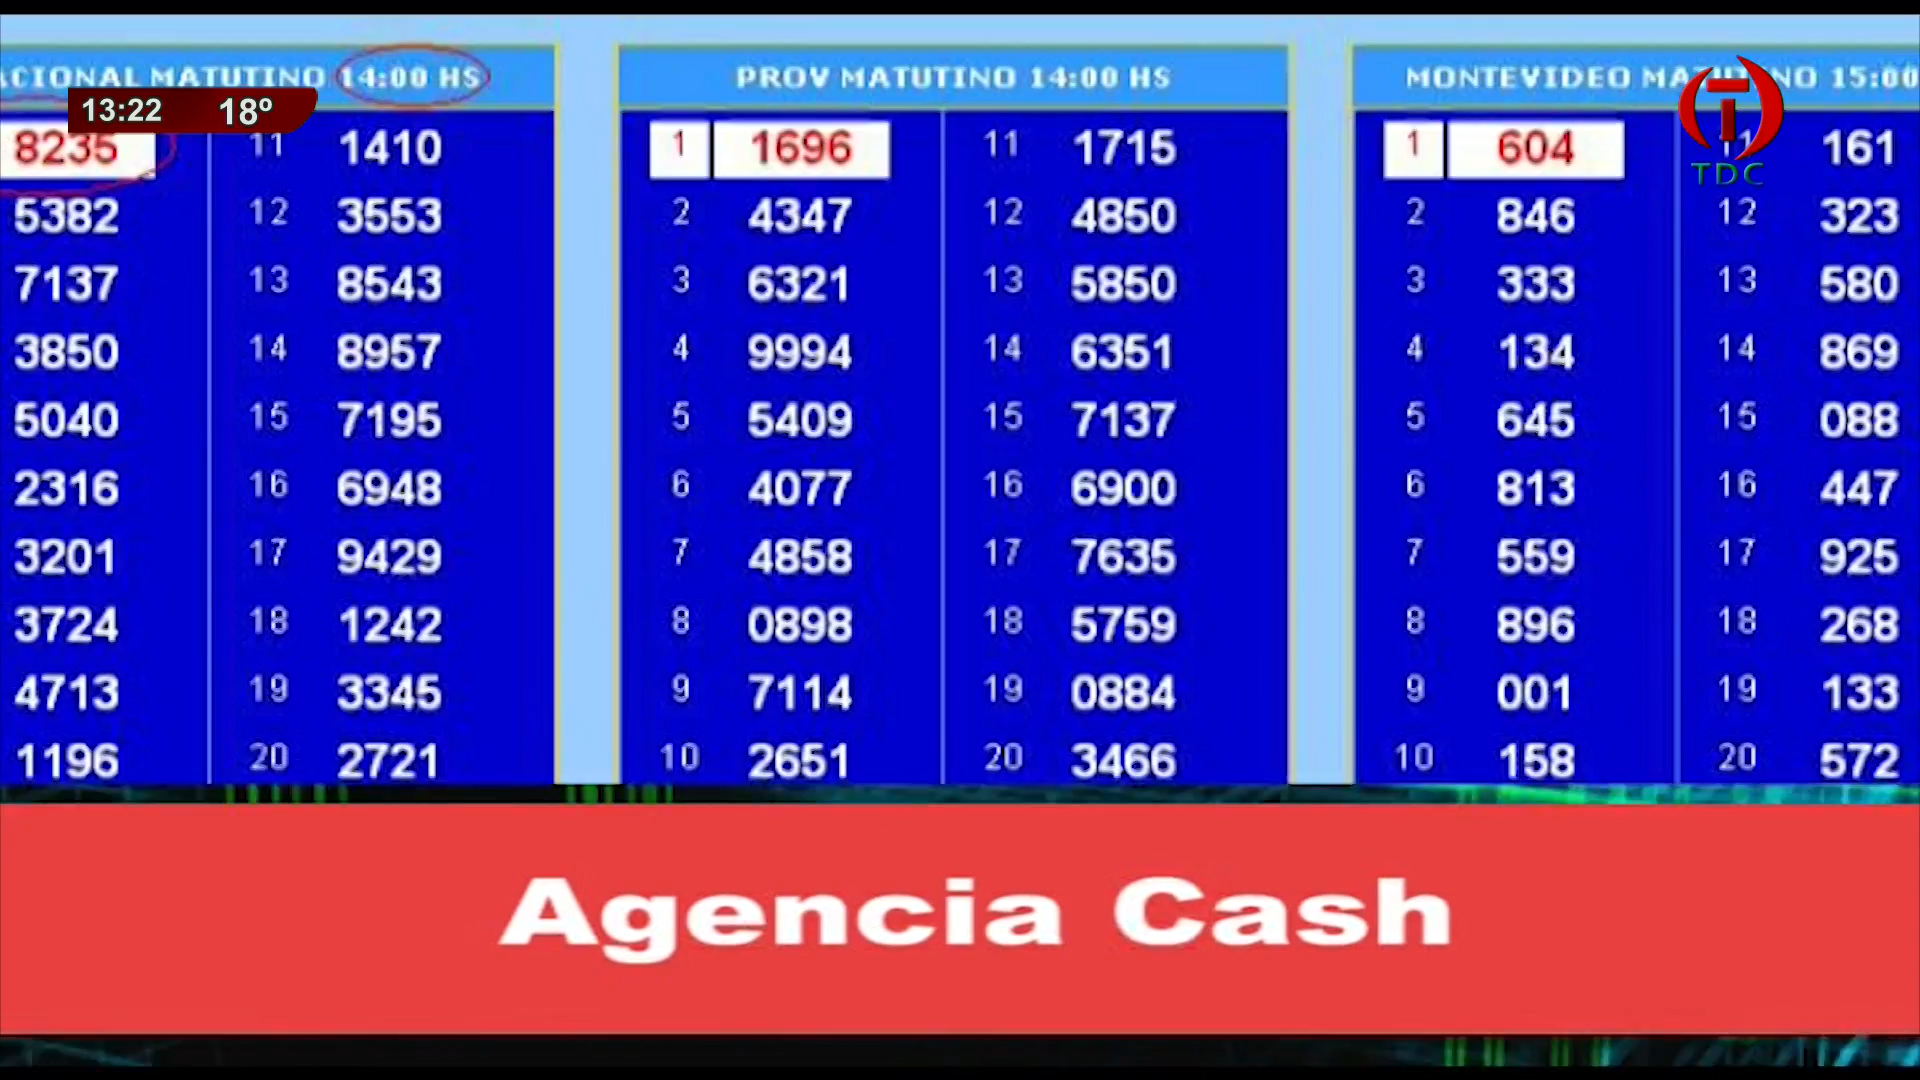 ACIONAL MATUTINO 14:00 HS
PROV MATUTINO 14:00 HS
MONTEVIDEO MATUTINO 15:00
13:22 18º
TDC
8235 11 1410 1 1696 11 1715 1 604 11 161
5382 12 3553 2 4347 12 4850 2 846 12 323
7137 13 8543 3 6321 13 5850 3 333 13 580
3850 14 8957 4 9994 14 6351 4 134 14 869
5040 15 7195 5 5409 15 7137 5 645 15 088
2316 16 6948 6 4077 16 6900 6 813 16 447
3201 17 9429 7 4858 17 7635 7 559 17 925
3724 18 1242 8 0898 18 5759 8 896 18 268
4713 19 3345 9 7114 19 0884 9 001 19 133
1196 20 2721 10 2651 20 3466 10 158 20 572
Agencia Cash